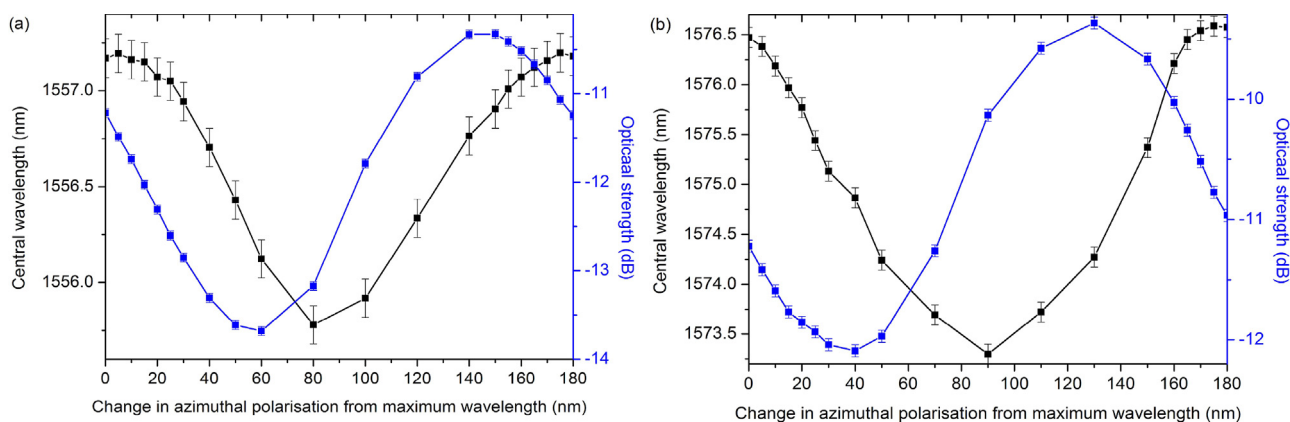 (a)
Central wavelength (nm)
1557.0
1556.5
1556.0
-11
-12
-13
-14
Opticaal strength (dB)
0 20 40 60 80 100 120 140 160 180
Change in azimuthal polarisation from maximum wavelength (nm)
(b)
Central wavelength (nm)
1576.5
1576.0
1575.5
1575.0
1574.5
1574.0
1573.5
-10
-11
-12
Opticaal strength (dB)
0 20 40 60 80 100 120 140 160 180
Change in azimuthal polarisation from maximum wavelength (nm)